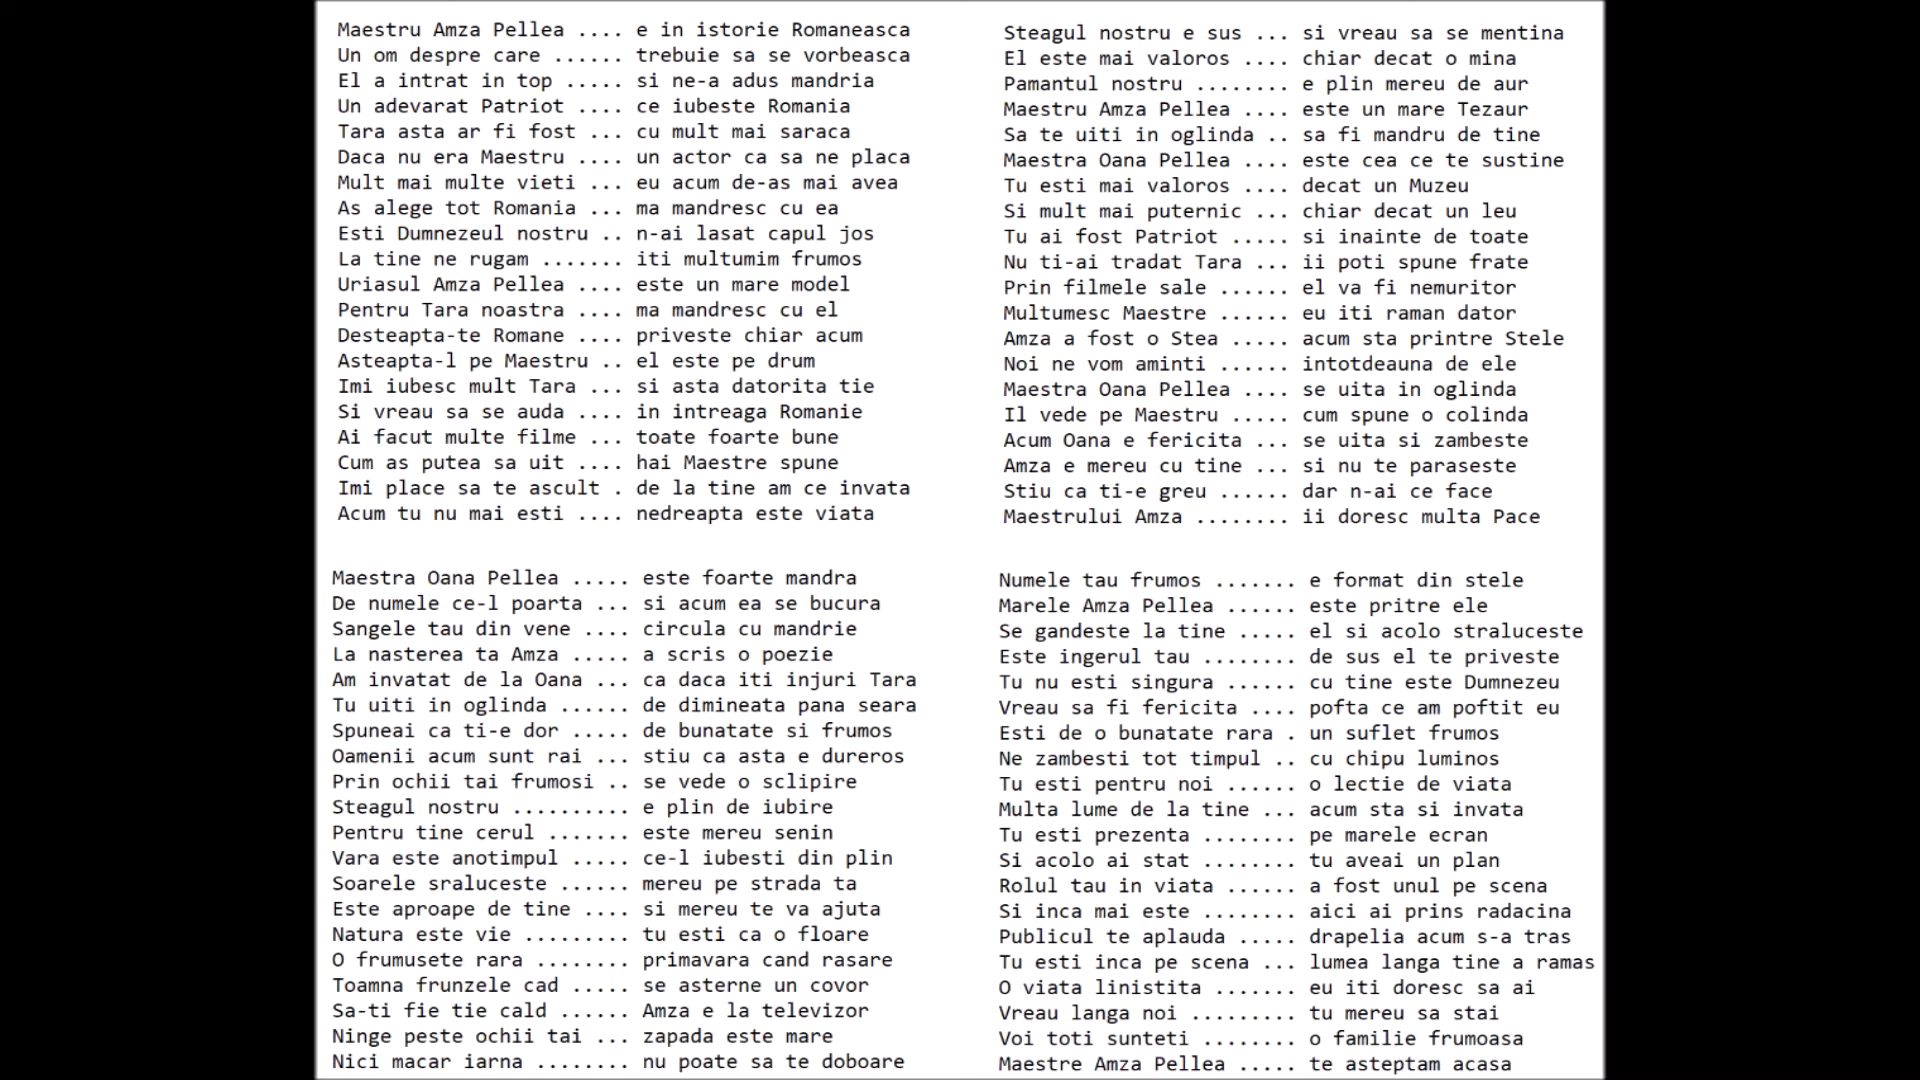 Maestru Amza Pellea .... e in istorie Romaneasca
Un om despre care ...... trebuie sa se vorbeasca
El a intrat in top ..... si ne-a adus mandria
Un adevarat Patriot .... ce iubeste Romania
Tara asta ar fi fost ... cu mult mai saraca
Daca nu era Maestru .... un actor ca sa ne placa
Mult mai multe vieti ... eu acum de-as mai avea
As alege tot Romania ... ma mandresc cu ea
Esti Dumnezeul nostru .. n-ai lasat capul jos
La tine ne rugam ....... iti multumim frumos
Uriasul Amza Pellea .... este un mare model
Pentru Tara noastra .... ma mandresc cu el
Desteapta-te Romane .... priveste chiar acum
Asteapta-l pe Maestru .. el este pe drum
Imi iubesc mult Tara ... si asta datorita tie
Si vreau sa se auda .... in intreaga Romanie
Ai facut multe filme ... toate foarte bune
Cum as putea sa uit .... hai Maestre spune
Imi place sa te ascult . de la tine am ce invata
Acum tu nu mai esti .... nedreapta este viata
Steagul nostru e sus ... si vreau sa se mentina
El este mai valoros .... chiar decat o mina
Pamantul nostru ........ e plin mereu de aur
Maestru Amza Pellea .... este un mare Tezaur
Sa te uiti in oglinda .. sa fi mandru de tine
Maestra Oana Pellea .... este cea ce te sustine
Tu esti mai valoros .... decat un Muzeu
Si mult mai puternic ... chiar decat un leu
Tu ai fost Patriot ..... si inainte de toate
Nu ti-ai tradat Tara ... ii poti spune frate
Prin filmele sale ...... el va fi nemuritor
Multumesc Maestre ...... eu iti raman dator
Amza a fost o Stea ..... acum sta printre Stele
Noi ne vom aminti ...... intotdeauna de ele
Maestra Oana Pellea .... se uita in oglinda
Il vede pe Maestru ..... cum spune o colinda
Acum Oana e fericita ... se uita si zambeste
Amza e mereu cu tine ... si nu te paraseste
Stiu ca ti-e greu ...... dar n-ai ce face
Maestrului Amza ........ ii doresc multa Pace
Maestra Oana Pellea ..... este foarte mandra
De numele ce-l poarta ... si acum ea se bucura
Sangele tau din vene .... circula cu mandrie
La nasterea ta Amza ..... a scris o poezie
Am invatat de la Oana ... ca daca iti injuri Tara
Tu uiti in oglinda ...... de dimineata pana seara
Spuneai ca ti-e dor ..... de bunatate si frumos
Oamenii acum sunt rai ... stiu ca asta e dureros
Prin ochii tai frumosi .. se vede o sclipire
Steagul nostru .......... e plin de iubire
Pentru tine cerul ....... este mereu senin
Vara este anotimpul ..... ce-l iubesti din plin
Soarele sraluceste ...... mereu pe strada ta
Este aproape de tine .... si mereu te va ajuta
Natura este vie ......... tu esti ca o floare
O frumusete rara ........ primavara cand rasare
Toamna frunzele cad ..... se asterne un covor
Sa-ti fie tie cald ...... Amza e la televizor
Ninge peste ochii tai ... zapada este mare
Nici macar iarna ........ nu poate sa te doboare
Numele tau frumos ....... e format din stele
Marele Amza Pellea ...... este pritre ele
Se gandeste la tine ..... el si acolo straluceste
Este ingerul tau ........ de sus el te priveste
Tu nu esti singura ...... cu tine este Dumnezeu
Vreau sa fi fericita .... pofta ce am poftit eu
Esti de o bunatate rara . un suflet frumos
Ne zambesti tot timpul .. cu chipu luminos
Tu esti pentru noi ...... o lectie de viata
Multa lume de la tine ... acum sta si invata
Tu esti prezenta ........ pe marele ecran
Si acolo ai stat ........ tu aveai un plan
Rolul tau in viata ...... a fost unul pe scena
Si inca mai este ........ aici ai prins radacina
Publicul te aplauda ..... drapelia acum s-a tras
Tu esti inca pe scena ... lumea langa tine a ramas
O viata linistita ....... eu iti doresc sa ai
Vreau langa noi ......... tu mereu sa stai
Voi toti sunteti ........ o familie frumoasa
Maestre Amza Pellea ..... te asteptam acasa